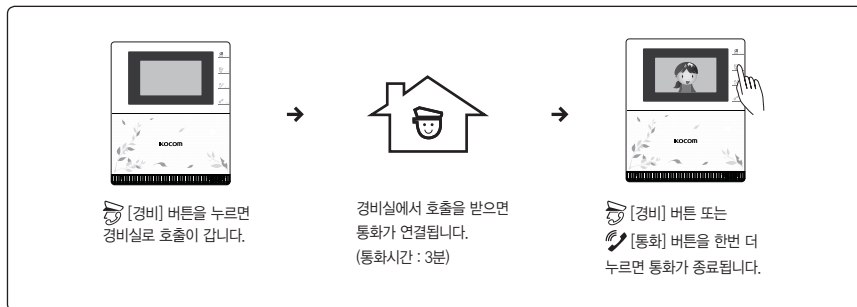 KOCOM
KOCOM
[경비] 버튼을 누르면
경비실로 호출이 갑니다.
경비실에서 호출을 받으면
통화가 연결됩니다.
(통화시간 : 3분)
[경비] 버튼 또는
[통화] 버튼을 한번 더
누르면 통화가 종료됩니다.